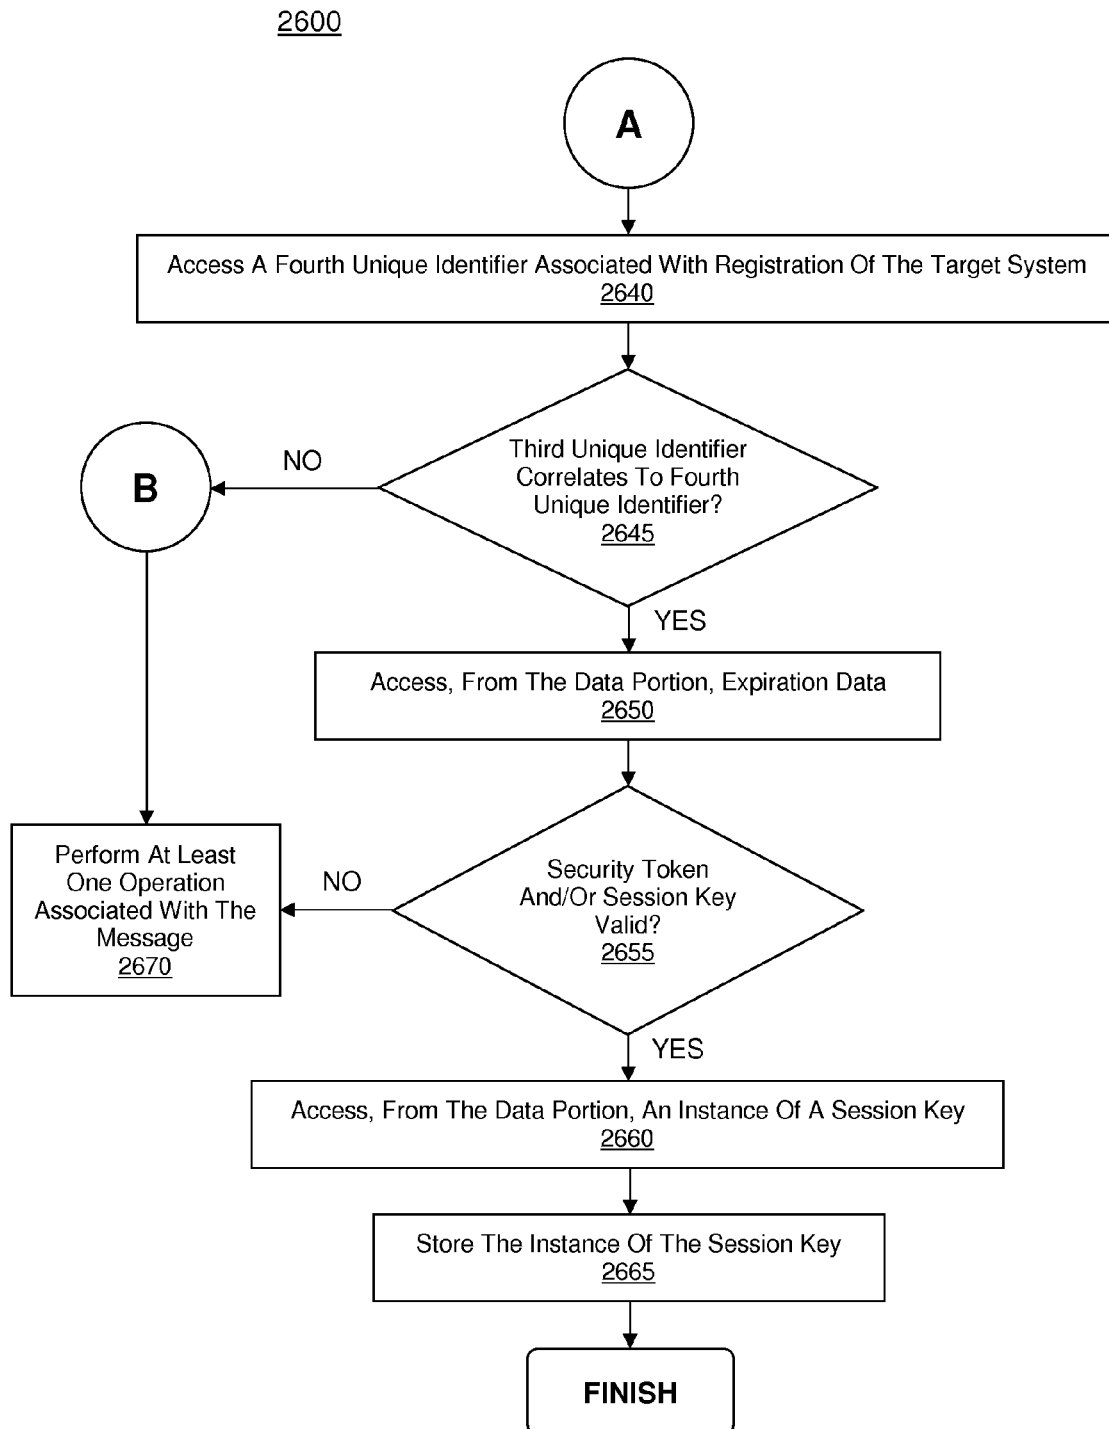 2600
A
Access A Fourth Unique Identifier Associated With Registration Of The Target System
2640
Third Unique Identifier
Correlates To Fourth
Unique Identifier?
2645
NO
B
YES
Access, From The Data Portion, Expiration Data
2650
Security Token
And/Or Session Key
Valid?
2655
NO
Perform At Least
One Operation
Associated With The
Message
2670
YES
Access, From The Data Portion, An Instance Of A Session Key
2660
Store The Instance Of The Session Key
2665
FINISH